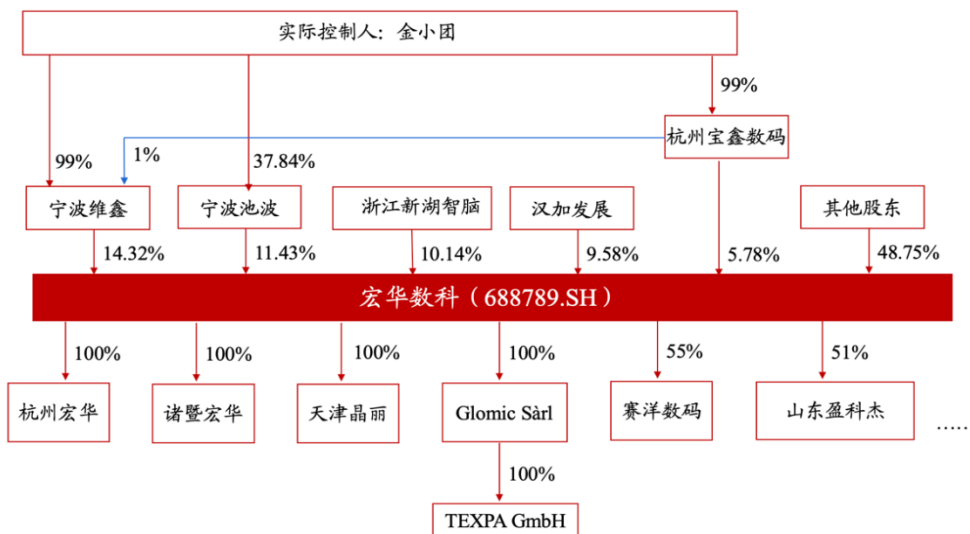 实际控制人：金小团
99%
杭州宝鑫数码
99%
1%
37.84%
宁波维鑫
宁波池波
浙江新湖智脑
汉加发展
其他股东
14.32%
11.43%
10.14%
9.58%
5.78%
48.75%
宏华数科（688789.SH）
100%
100%
100%
100%
55%
51%
杭州宏华
诸暨宏华
天津晶丽
Glomic Sàrl
赛洋数码
山东盈科杰
.....
100%
TEXPA GmbH